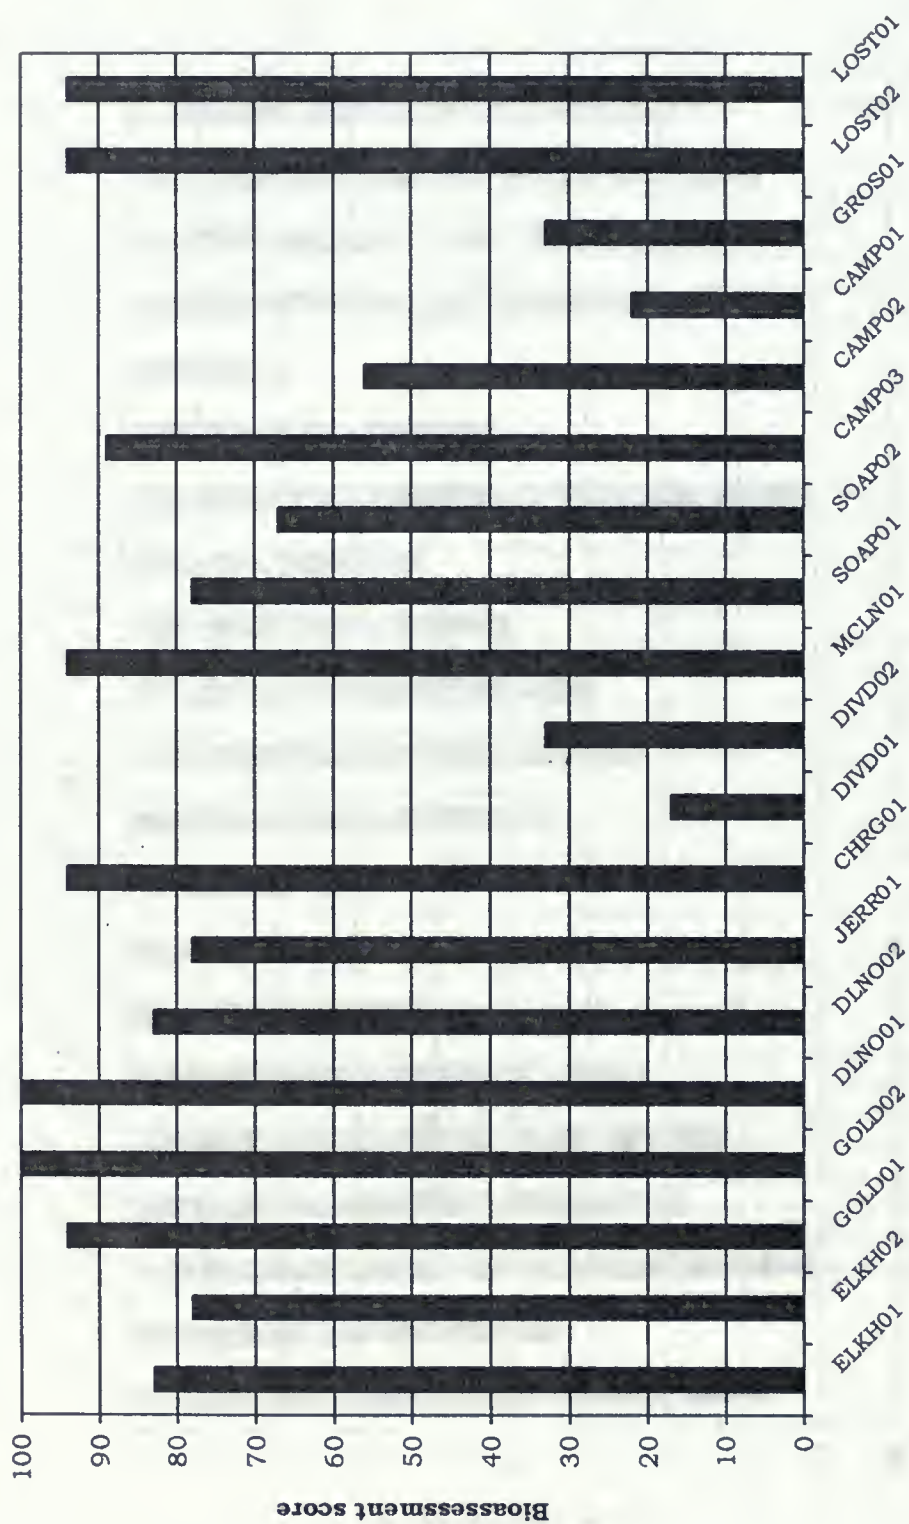 Bioassessment score
100
90
80
70
60
50
40
30
20
10
0
ELKH01
ELKH02
GOLD01
GOLD02
DLNO01
DLNO02
JERR01
CHRG01
DIVD01
DIVD02
MCLN01
SOAP01
SOAP02
CAMP03
CAMP02
CAMP01
GROS01
LOST02
LOST01